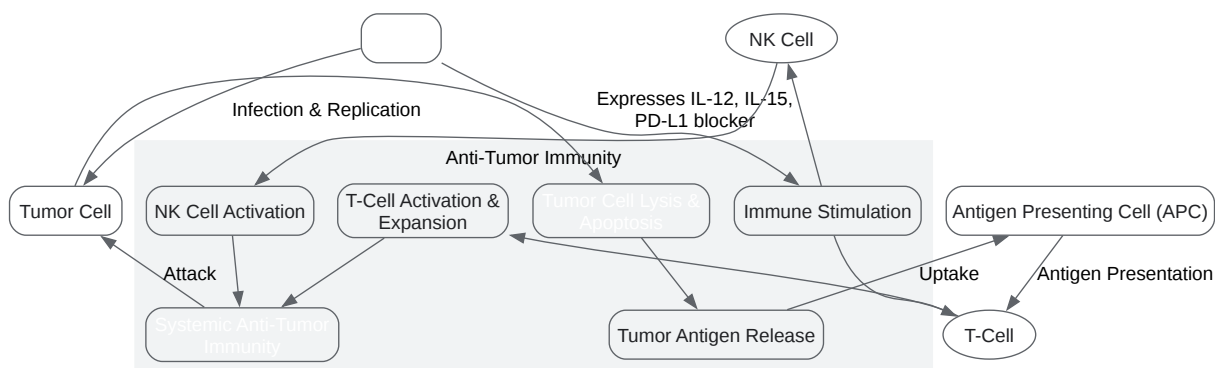 NK Cell
Expresses IL-12, IL-15,
PD-L1 blocker
Infection & Replication
Anti-Tumor Immunity
Tumor Cell
NK Cell Activation
T-Cell Activation &
Expansion
Tumor Cell Lysis &
Apoptosis
Immune Stimulation
Antigen Presenting Cell (APC)
Attack
Uptake
Antigen Presentation
Systemic Anti-Tumor
Immunity
Tumor Antigen Release
T-Cell